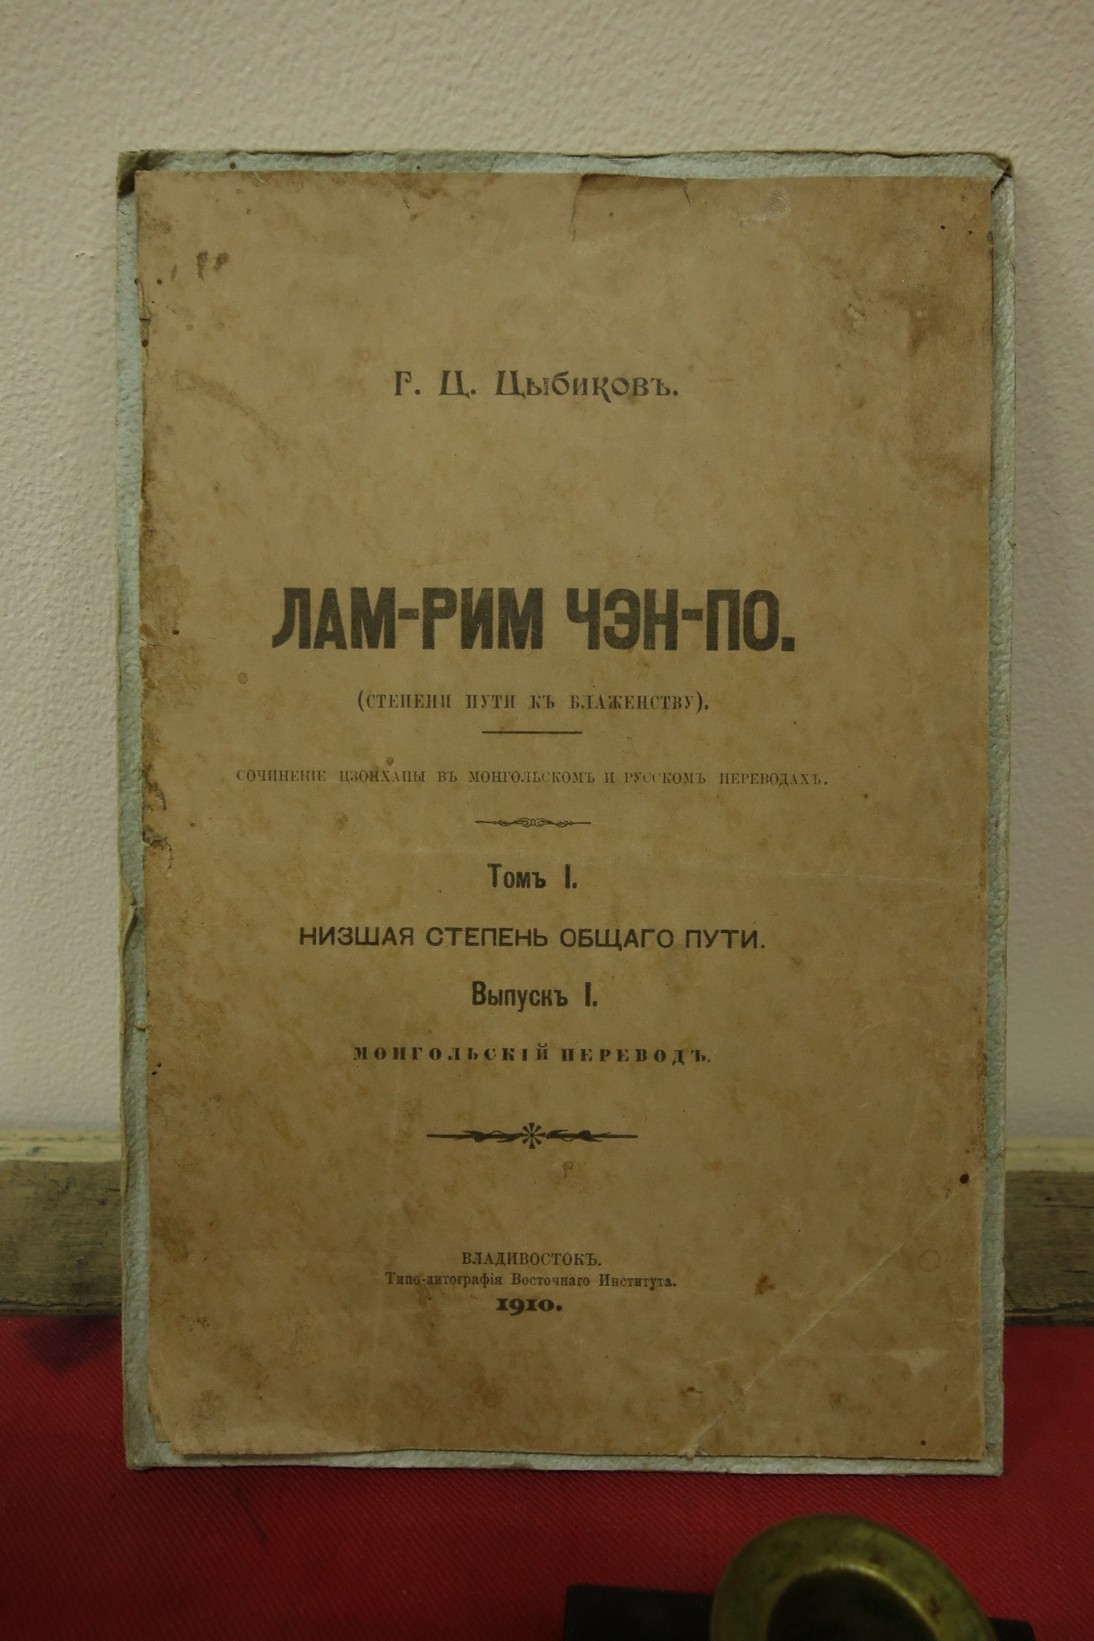 Г. Ц. Цыбиковъ.
ЛАМ-РИМ ЧЭН-ПО.
(СТЕПЕНИ ПУТИ КЪ БЛАЖЕНСТВУ).
СОЧИНЕНІЕ ЦЗОНХАПЫ ВЪ МОНГОЛЬСКОМЪ И РУССКОМЪ ПЕРЕВОДАХЪ.
Томъ I.
НИЗШАЯ СТЕПЕНЬ ОБЩАГО ПУТИ.
Выпускъ I.
МОНГОЛЬСКІЙ ПЕРЕВОДЪ.
ВЛАДИВОСТОКЪ.
Типо-литографія Восточнаго Института.
1910.